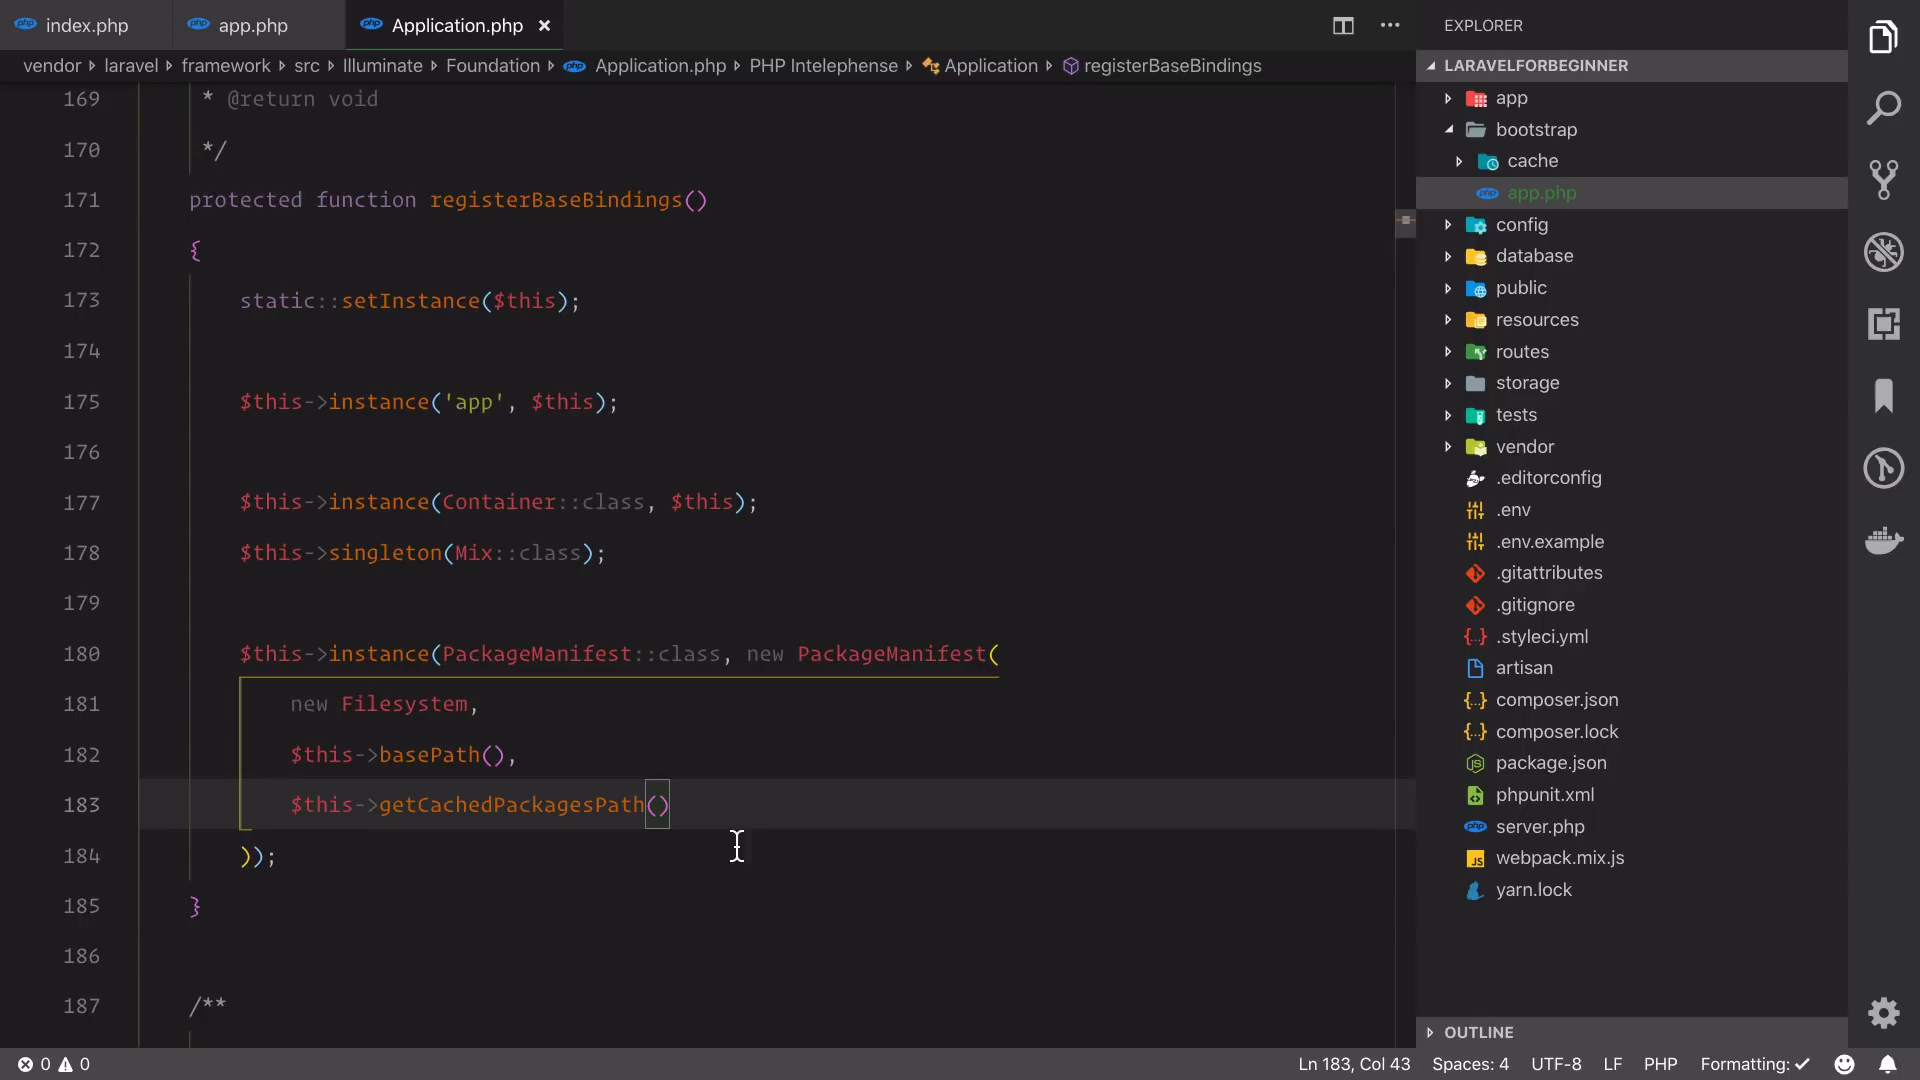 index.php
app.php
Application.php
EXPLORER
vendor laravel framework src Illuminate Foundation Application.php PHP Intelephense Application registerBaseBindings
LARAVELFORBEGINNER
169 * @return void
170 */
171 protected function registerBaseBindings()
172 {
173 static::setInstance($this);
174
175 $this->instance('app', $this);
176
177 $this->instance(Container::class, $this);
178 $this->singleton(Mix::class);
179
180 $this->instance(PackageManifest::class, new PackageManifest(
181 new Filesystem,
182 $this->basePath(),
183 $this->getCachedPackagesPath()
184 ));
185 }
186
187 /**
app
bootstrap
cache
app.php
config
database
public
resources
routes
storage
tests
vendor
.editorconfig
.env
.env.example
.gitattributes
.gitignore
.styleci.yml
artisan
composer.json
composer.lock
package.json
phpunit.xml
server.php
webpack.mix.js
yarn.lock
OUTLINE
0 0 Ln 183, Col 43 Spaces: 4 UTF-8 LF PHP Formatting: ✓